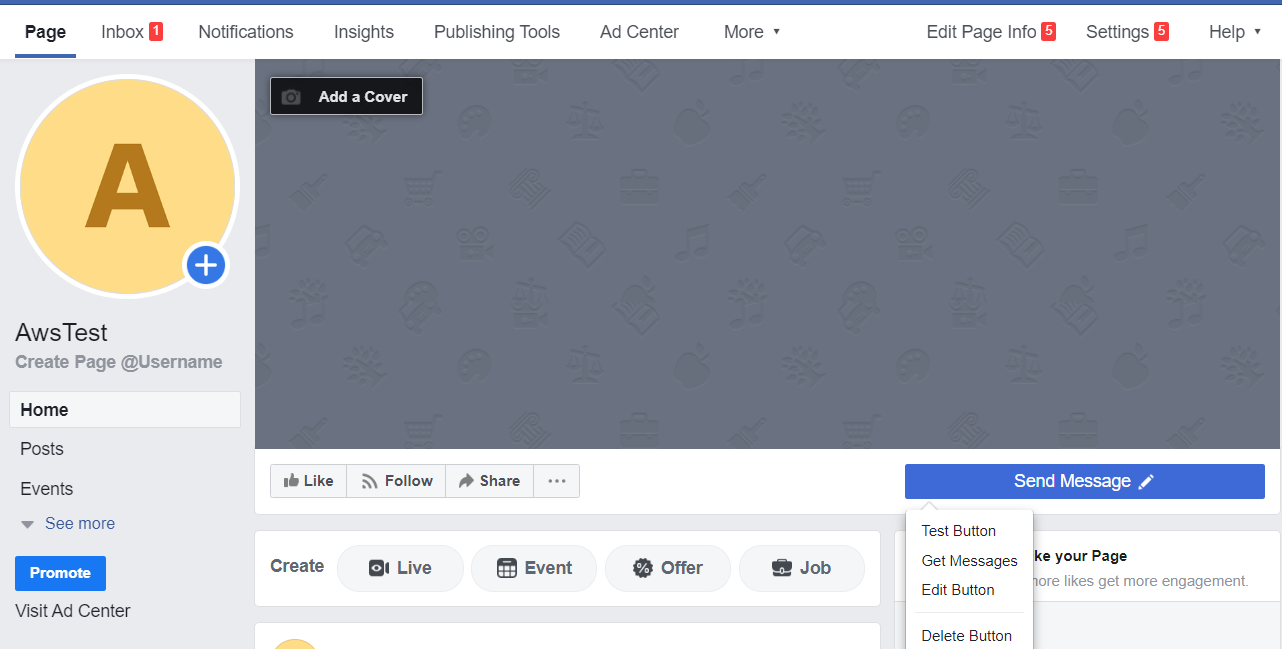 Page Inbox 1 Notifications Insights Publishing Tools Ad Center More Edit Page Info 5 Settings 5 Help
Add a Cover
A
AwsTest
Create Page @Username
Home
Posts
Events
See more
Promote
Visit Ad Center
Like Follow Share ...
Send Message
Create Live Event Offer Job
Test Button
Get Messages
Edit Button
Delete Button
your Page
likes get more engagement.